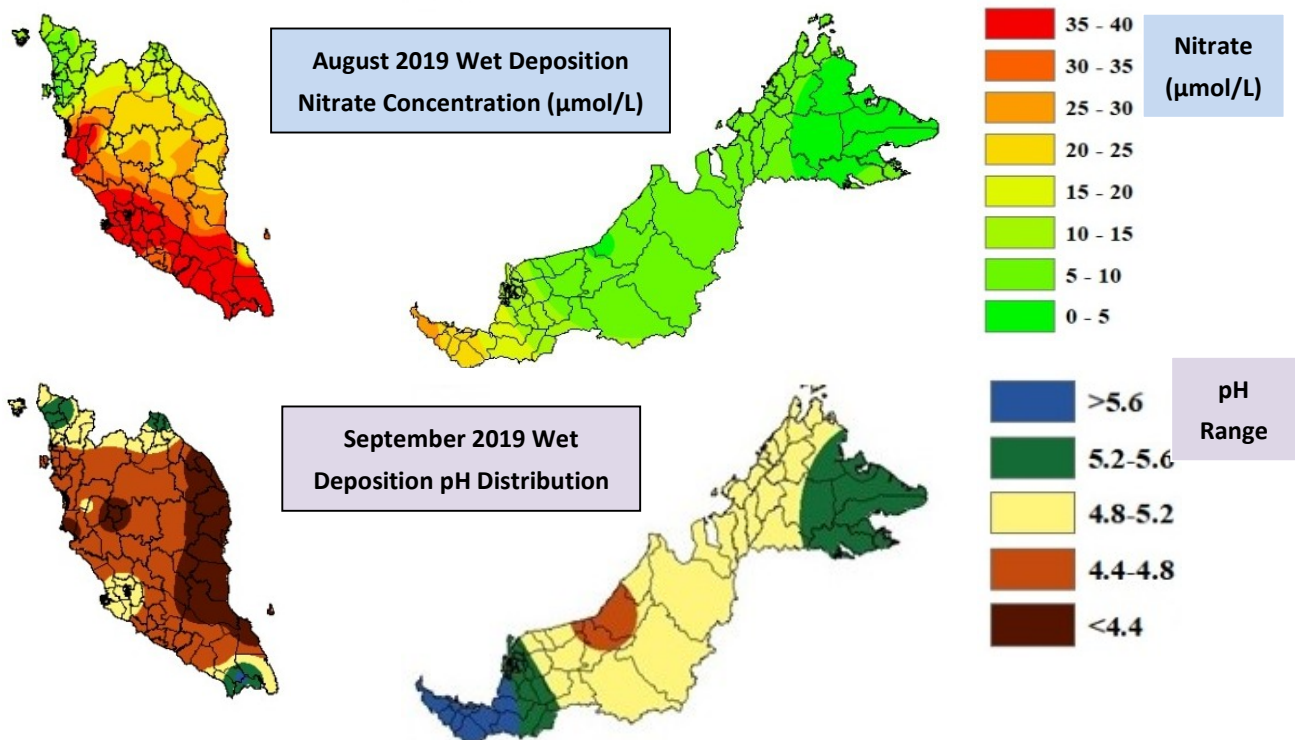 August 2019 Wet Deposition
Nitrate Concentration (µmol/L)
35 - 40
30 - 35
25 - 30
20 - 25
15 - 20
10 - 15
5 - 10
0 - 5
Nitrate
(µmol/L)
September 2019 Wet
Deposition pH Distribution
>5.6
5.2-5.6
4.8-5.2
4.4-4.8
<4.4
pH
Range